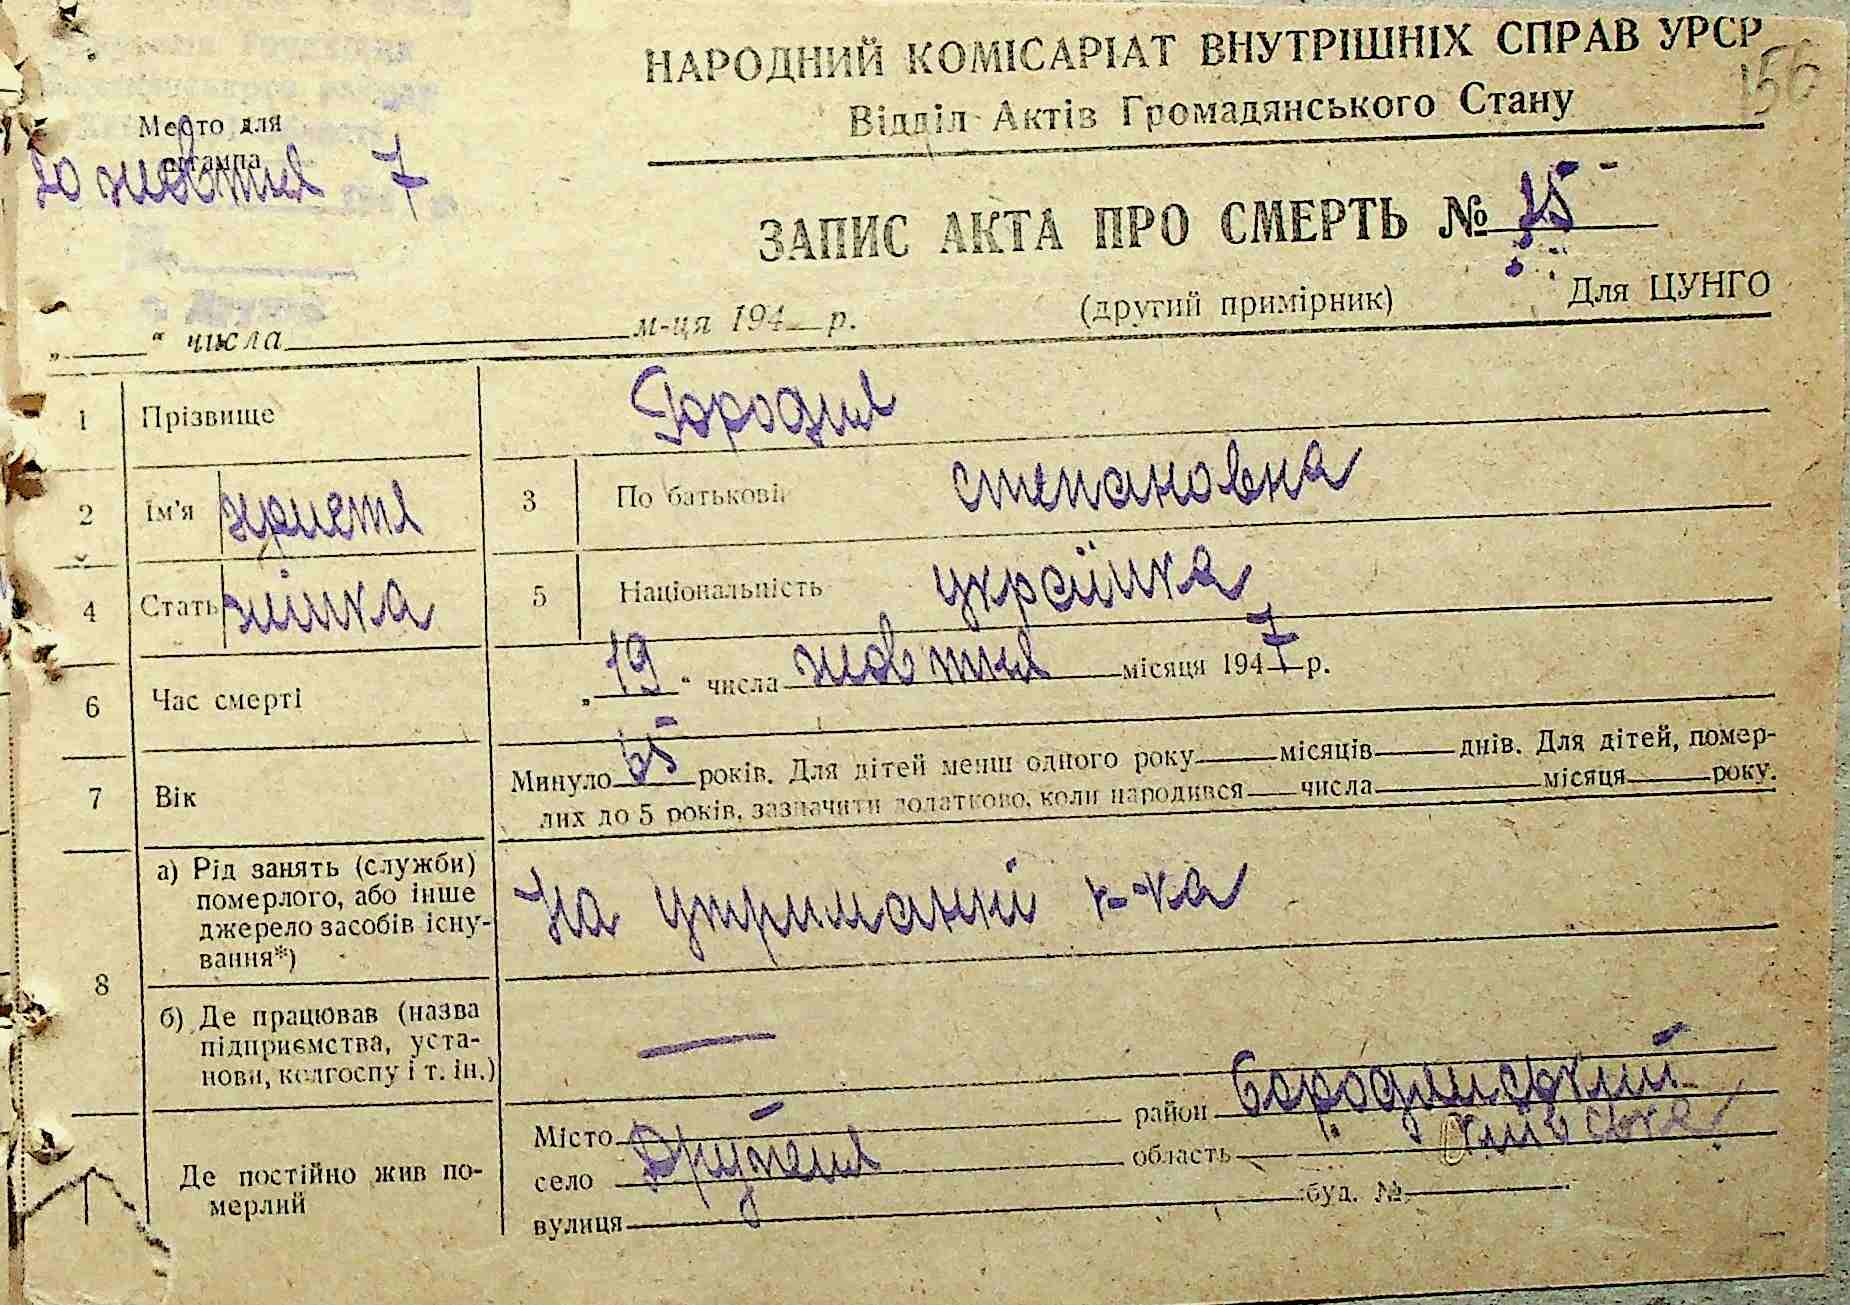 НАРОДНИЙ КОМІСАРІАТ ВНУТРІШНІХ СПРАВ УРСР
156
Відділ Актів Громадянського Стану
Место для
штампа
20 жовтня 7
ЗАПИС АКТА ПРО СМЕРТЬ № 25
(другий примірник)
Для ЦУНГО
„ “ числа м-ця 194 р.
1 Прізвище
2 Ім'я христя 3 По батькові степановна
4 Стать жінка 5 Національність українка
6 Час смерті „19“ числа жовтня місяця 1947 р.
7 Вік Минуло 65 років. Для дітей менш одного року місяців днів. Для дітей, помер-
лих до 5 років, зазначити додатково, коли народився числа місяця року.
8 а) Рід занять (служби)
померлого, або інше
джерело засобів існу-
вання*)
На утриманні к-ка
б) Де працював (назва
підприємства, уста-
нови, колгоспу і т. ін.) —
Де постійно жив по-
мерлий
Місто район бородянський
село Дружня область київська
вулиця буд. №